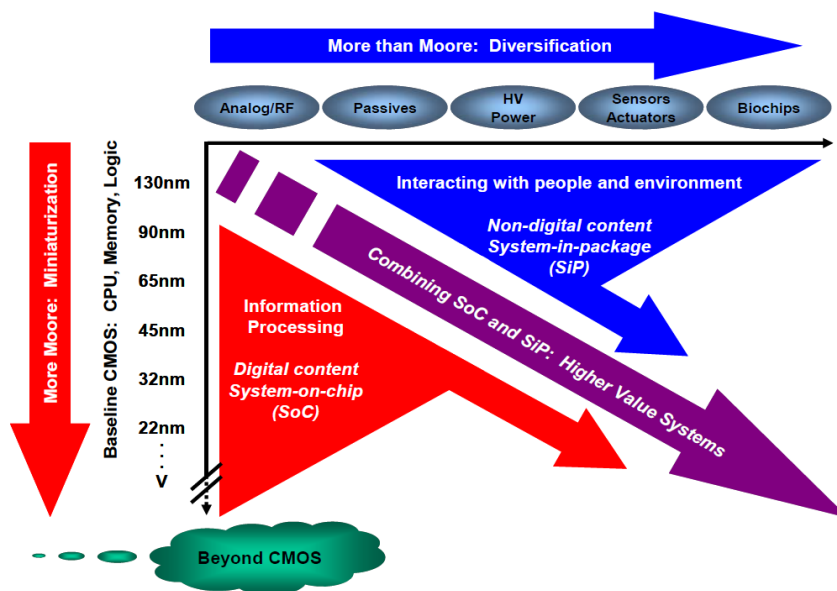 More than Moore: Diversification
Analog/RF
Passives
HV
Power
Sensors
Actuators
Biochips
More Moore: Miniaturization
Baseline CMOS: CPU, Memory, Logic
130nm
90nm
65nm
45nm
32nm
22nm
.
.
.
V
Interacting with people and environment
Non-digital content
System-in-package
(SiP)
Combining SoC and SiP: Higher Value Systems
Information
Processing
Digital content
System-on-chip
(SoC)
Beyond CMOS